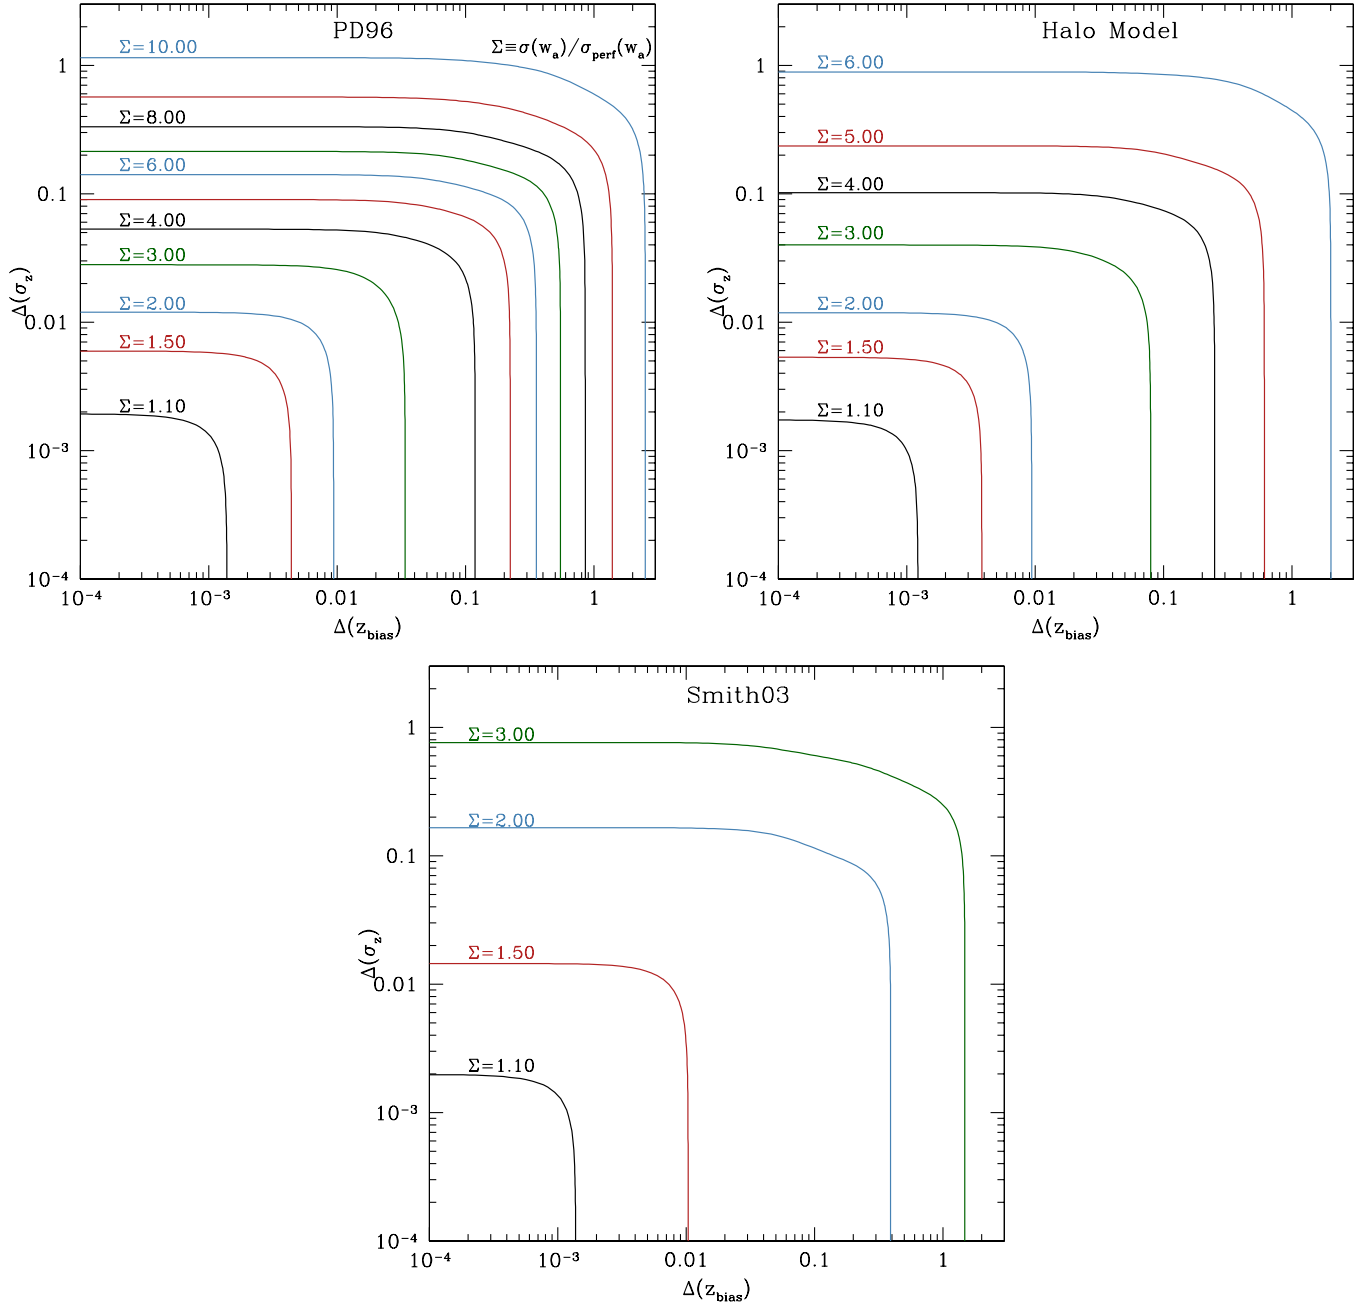 PD96
Σ≡σ(w_a)/σ_perf(w_a)
Σ=10.00
Σ=8.00
Σ=6.00
Σ=4.00
Σ=3.00
Σ=2.00
Σ=1.50
Σ=1.10
1
0.1
0.01
10⁻³
10⁻⁴
Δ(σ_z)
10⁻⁴ 10⁻³ 0.01 0.1 1
Δ(z_bias)
Halo Model
Σ=6.00
Σ=5.00
Σ=4.00
Σ=3.00
Σ=2.00
Σ=1.50
Σ=1.10
1
0.1
0.01
10⁻³
10⁻⁴
Δ(σ_z)
10⁻⁴ 10⁻³ 0.01 0.1 1
Δ(z_bias)
Smith03
Σ=3.00
Σ=2.00
Σ=1.50
Σ=1.10
1
0.1
0.01
10⁻³
10⁻⁴
Δ(σ_z)
10⁻⁴ 10⁻³ 0.01 0.1 1
Δ(z_bias)